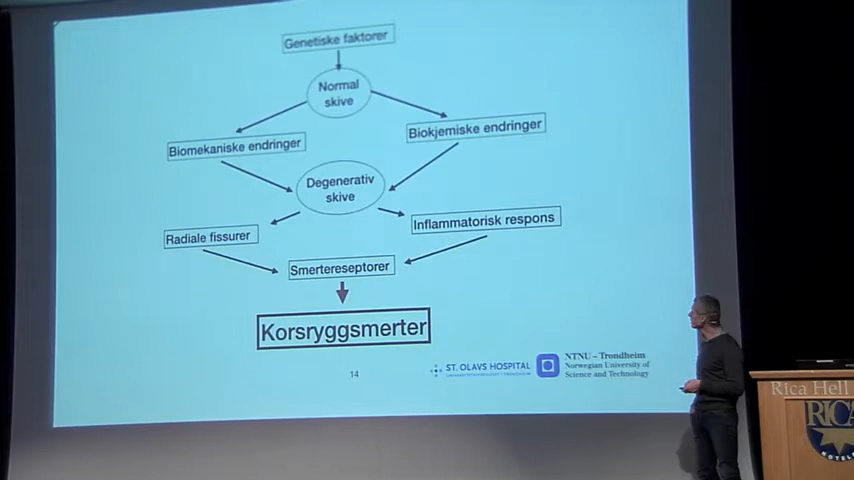 Genetiske faktorer
Normal
skive
Biomekaniske endringer
Biokjemiske endringer
Degenerativ
skive
Radiale fissurer
Inflammatorisk respons
Smertereseptorer
Korsryggsmerter
14
ST. OLAVS HOSPITAL
NTNU – Trondheim
Norwegian University of
Science and Technology
Rica Hell
RICA
HOTELS